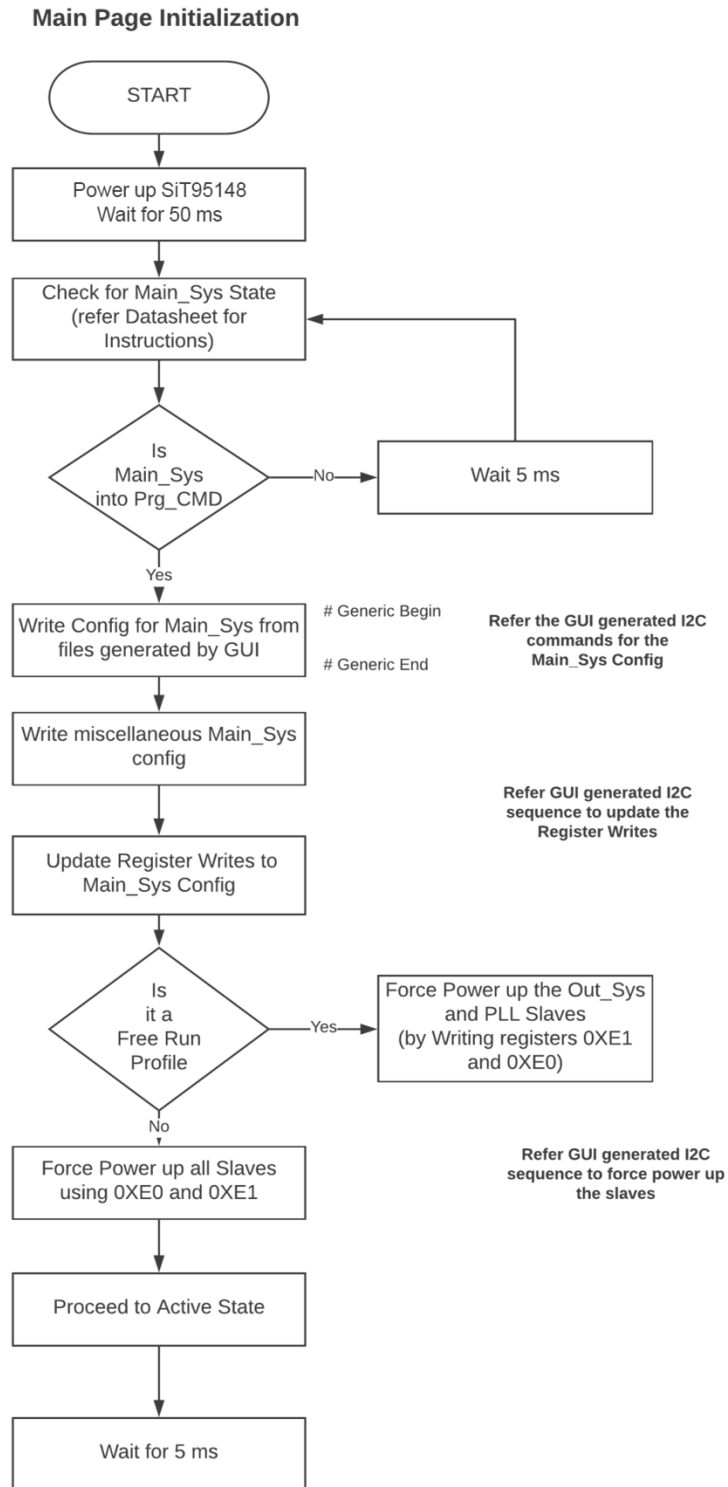 Main Page Initialization
START
Power up SiT95148
Wait for 50 ms
Check for Main_Sys State
(refer Datasheet for
Instructions)
Is
Main_Sys
into Prg_CMD
No
Wait 5 ms
Yes
Write Config for Main_Sys from
files generated by GUI
# Generic Begin
# Generic End
Refer the GUI generated I2C
commands for the
Main_Sys Config
Write miscellaneous Main_Sys
config
Refer GUI generated I2C
sequence to update the
Register Writes
Update Register Writes to
Main_Sys Config
Is
it a
Free Run
Profile
Yes
Force Power up the Out_Sys
and PLL Slaves
(by Writing registers 0XE1
and 0XE0)
No
Force Power up all Slaves
using 0XE0 and 0XE1
Refer GUI generated I2C
sequence to force power up
the slaves
Proceed to Active State
Wait for 5 ms